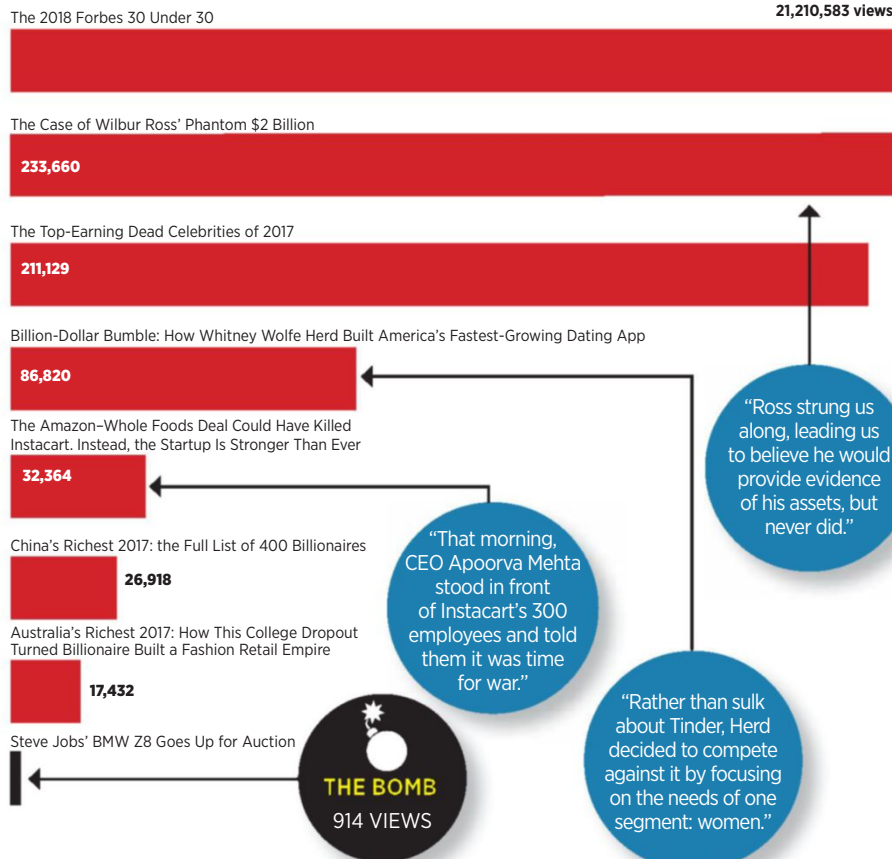 The 2018 Forbes 30 Under 30
21,210,583 views
The Case of Wilbur Ross’ Phantom $2 Billion
233,660
The Top-Earning Dead Celebrities of 2017
211,129
Billion-Dollar Bumble: How Whitney Wolfe Herd Built America’s Fastest-Growing Dating App
86,820
The Amazon–Whole Foods Deal Could Have Killed
Instacart. Instead, the Startup Is Stronger Than Ever
32,364
“Ross strung us
along, leading us
to believe he would
provide evidence
of his assets, but
never did.”
“That morning,
CEO Apoorva Mehta
stood in front
of Instacart’s 300
employees and told
them it was time
for war.”
China’s Richest 2017: the Full List of 400 Billionaires
26,918
Australia’s Richest 2017: How This College Dropout
Turned Billionaire Built a Fashion Retail Empire
17,432
“Rather than sulk
about Tinder, Herd
decided to compete
against it by focusing
on the needs of one
segment: women.”
Steve Jobs’ BMW Z8 Goes Up for Auction
THE BOMB
914 VIEWS